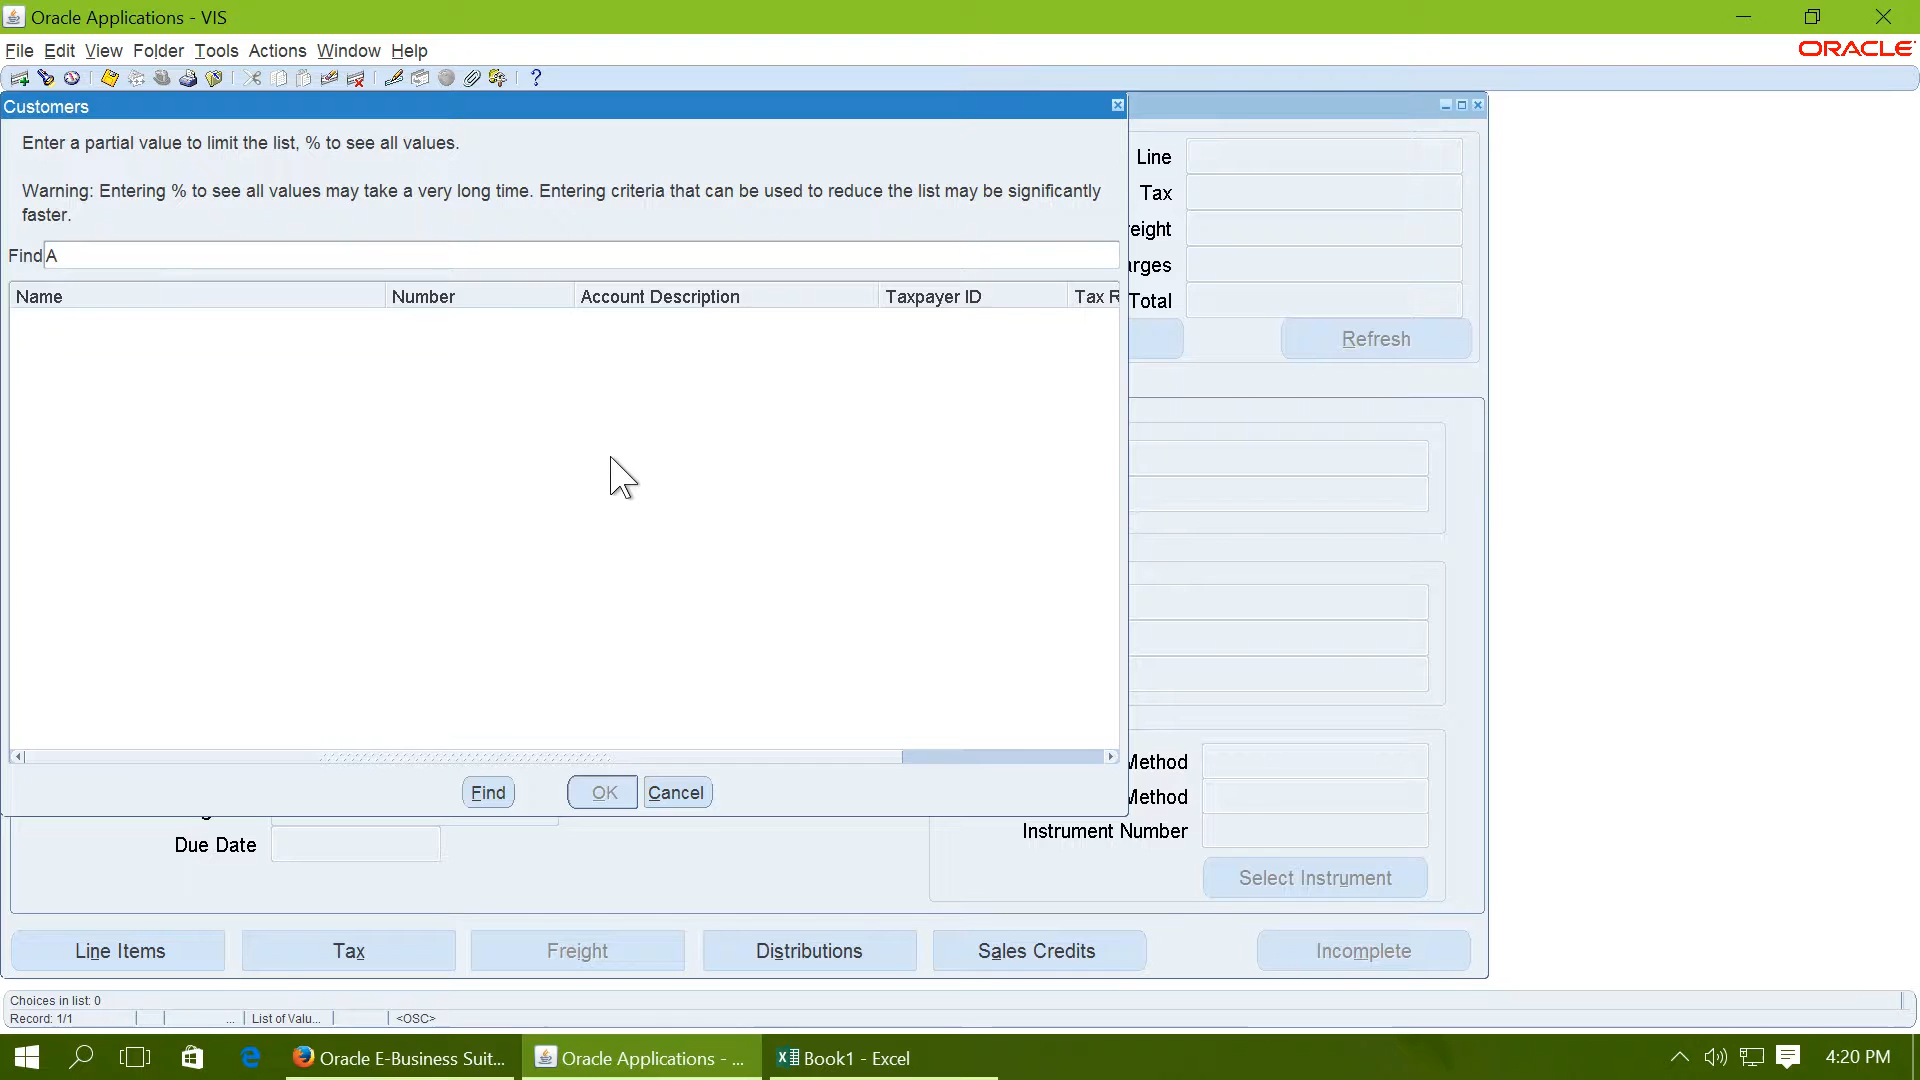 Oracle Applications - VIS
File Edit View Folder Tools Actions Window Help
ORACLE
Customers
Enter a partial value to limit the list, % to see all values.
Warning: Entering % to see all values may take a very long time. Entering criteria that can be used to reduce the list may be significantly
faster.
Find A
Name Number Account Description Taxpayer ID Tax R
Line
Tax
reight
arges
Total
Refresh
Find OK Cancel
Method
Method
Instrument Number
Due Date
Select Instrument
Line Items Tax Freight Distributions Sales Credits Incomplete
Choices in list: 0
Record: 1/1 ... List of Valu... <OSC>
Oracle E-Business Suit... Oracle Applications - ... Book1 - Excel 4:20 PM